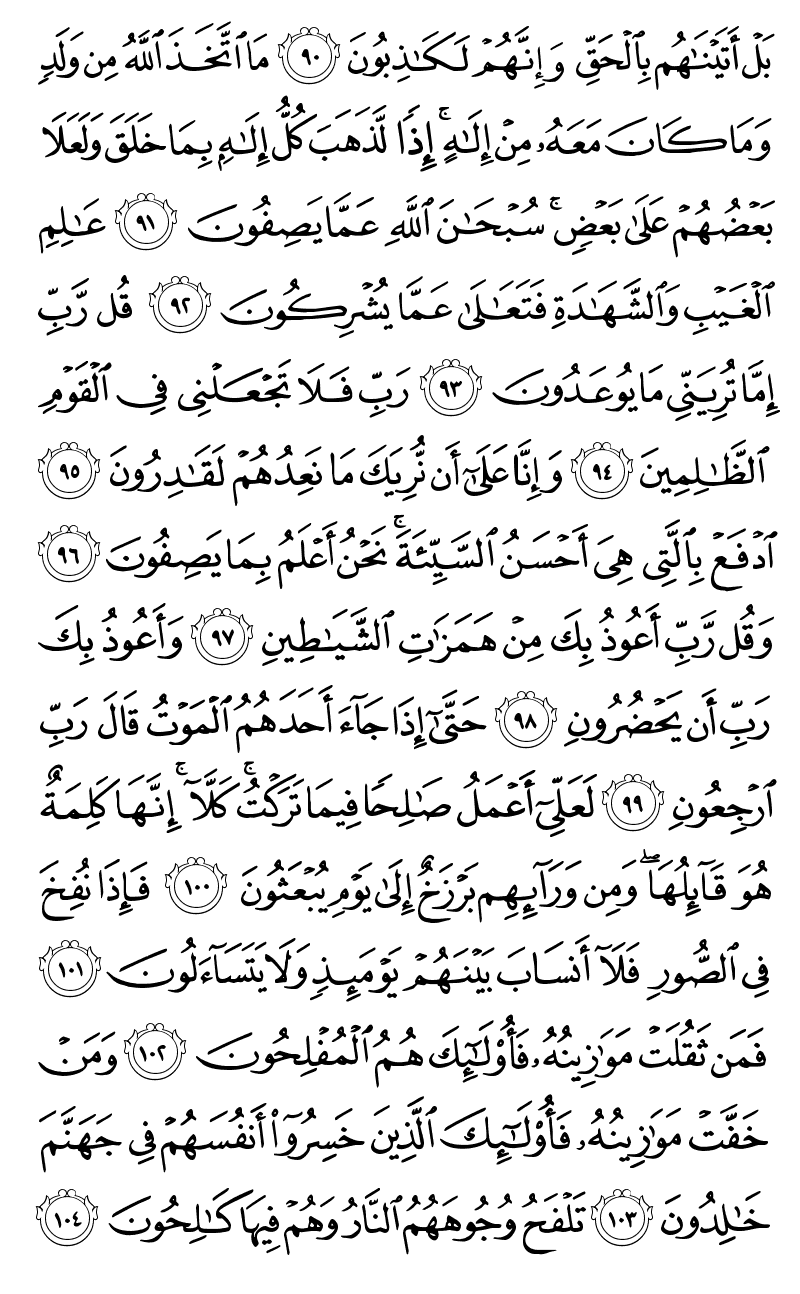 بَلْ أَتَيْنَٰهُم بِٱلْحَقِّ وَإِنَّهُمْ لَكَٰذِبُونَ ٩٠ مَا ٱتَّخَذَ ٱللَّهُ مِن وَلَدٍ
وَمَا كَانَ مَعَهُۥ مِنْ إِلَٰهٍ ۚ إِذًا لَّذَهَبَ كُلُّ إِلَٰهٍۭ بِمَا خَلَقَ وَلَعَلَا
بَعْضُهُمْ عَلَىٰ بَعْضٍ ۚ سُبْحَٰنَ ٱللَّهِ عَمَّا يَصِفُونَ ٩١ عَٰلِمِ
ٱلْغَيْبِ وَٱلشَّهَٰدَةِ فَتَعَٰلَىٰ عَمَّا يُشْرِكُونَ ٩٢ قُل رَّبِّ
إِمَّا تُرِيَنِّى مَا يُوعَدُونَ ٩٣ رَبِّ فَلَا تَجْعَلْنِى فِى ٱلْقَوْمِ
ٱلظَّٰلِمِينَ ٩٤ وَإِنَّا عَلَىٰٓ أَن نُّرِيَكَ مَا نَعِدُهُمْ لَقَٰدِرُونَ ٩٥
ٱدْفَعْ بِٱلَّتِى هِىَ أَحْسَنُ ٱلسَّيِّئَةَ ۚ نَحْنُ أَعْلَمُ بِمَا يَصِفُونَ ٩٦
وَقُل رَّبِّ أَعُوذُ بِكَ مِنْ هَمَزَٰتِ ٱلشَّيَٰطِينِ ٩٧ وَأَعُوذُ بِكَ
رَبِّ أَن يَحْضُرُونِ ٩٨ حَتَّىٰٓ إِذَا جَآءَ أَحَدَهُمُ ٱلْمَوْتُ قَالَ رَبِّ
ٱرْجِعُونِ ٩٩ لَعَلِّىٓ أَعْمَلُ صَٰلِحًا فِيمَا تَرَكْتُ ۚ كَلَّآ ۚ إِنَّهَا كَلِمَةٌ
هُوَ قَآئِلُهَا ۖ وَمِن وَرَآئِهِم بَرْزَخٌ إِلَىٰ يَوْمِ يُبْعَثُونَ ١٠٠ فَإِذَا نُفِخَ
فِى ٱلصُّورِ فَلَآ أَنسَابَ بَيْنَهُمْ يَوْمَئِذٍ وَلَا يَتَسَآءَلُونَ ١٠١
فَمَن ثَقُلَتْ مَوَٰزِينُهُۥ فَأُو۟لَٰٓئِكَ هُمُ ٱلْمُفْلِحُونَ ١٠٢ وَمَنْ
خَفَّتْ مَوَٰزِينُهُۥ فَأُو۟لَٰٓئِكَ ٱلَّذِينَ خَسِرُوٓا۟ أَنفُسَهُمْ فِى جَهَنَّمَ
خَٰلِدُونَ ١٠٣ تَلْفَحُ وُجُوهَهُمُ ٱلنَّارُ وَهُمْ فِيهَا كَٰلِحُونَ ١٠٤